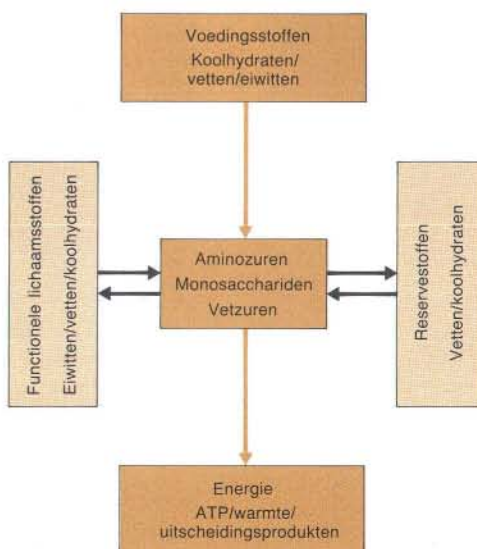 Voedingsstoffen
Koolhydraten/
vetten/eiwitten
Functionele lichaamsstoffen
Eiwitten/vetten/koolhydraten
Aminozuren
Monosacchariden
Vetzuren
Reservestoffen
Vetten/koolhydraten
Energie
ATP/warmte/
uitscheidingsprodukten